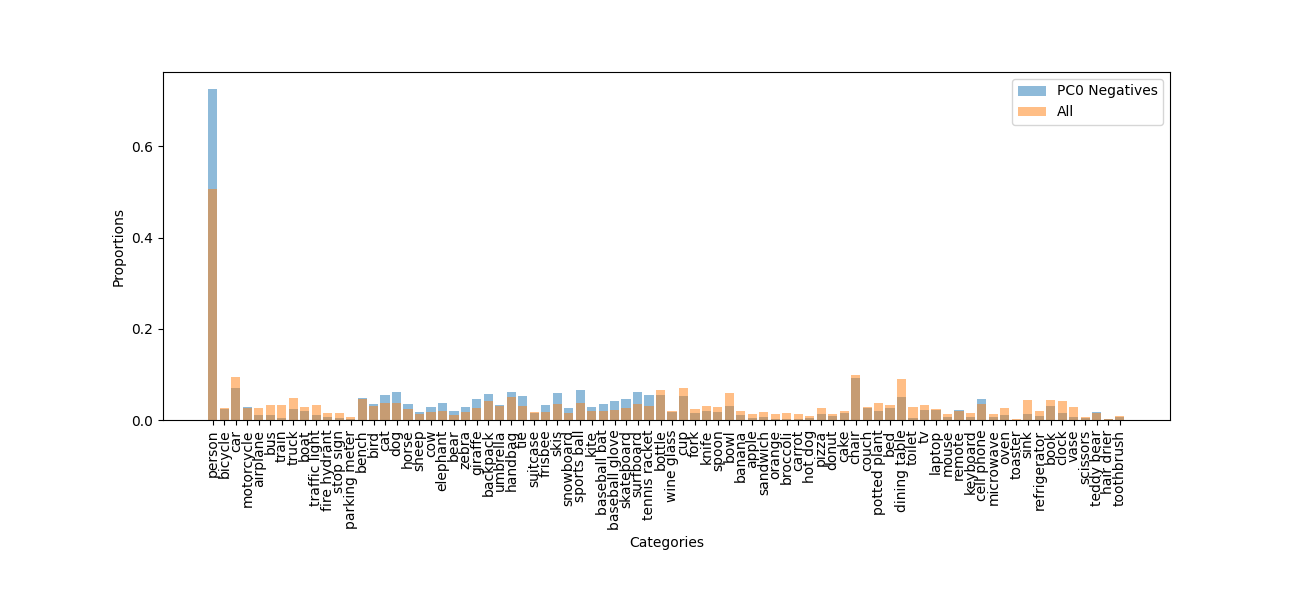 PC0 Negatives
All
Proportions
0.6
0.4
0.2
0.0
person
bicycle
car
motorcycle
airplane
bus
train
truck
boat
traffic light
fire hydrant
stop sign
parking meter
bench
bird
cat
dog
horse
sheep
cow
elephant
bear
zebra
giraffe
backpack
umbrella
handbag
tie
suitcase
frisbee
skis
snowboard
sports ball
kite
baseball bat
baseball glove
skateboard
surfboard
tennis racket
bottle
wine glass
cup
fork
knife
spoon
bowl
banana
apple
sandwich
orange
broccoli
carrot
hot dog
pizza
donut
cake
chair
couch
potted plant
bed
dining table
toilet
tv
laptop
mouse
remote
keyboard
cell phone
microwave
oven
toaster
sink
refrigerator
book
clock
vase
scissors
teddy bear
hair drier
toothbrush
Categories